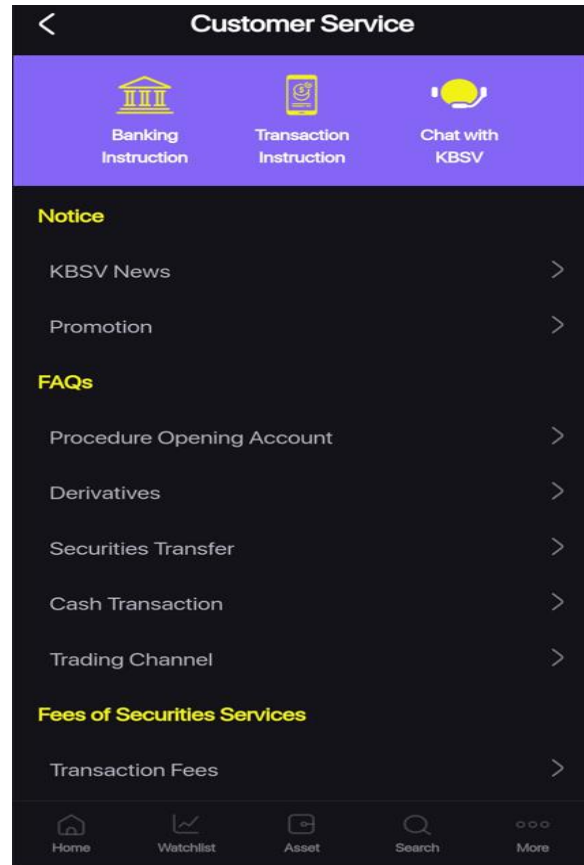 Customer Service
Banking
Instruction
Transaction
Instruction
Chat with
KBSV
Notice
KBSV News
Promotion
FAQs
Procedure Opening Account
Derivatives
Securities Transfer
Cash Transaction
Trading Channel
Fees of Securities Services
Transaction Fees
Home
Watchlist
Asset
Search
More